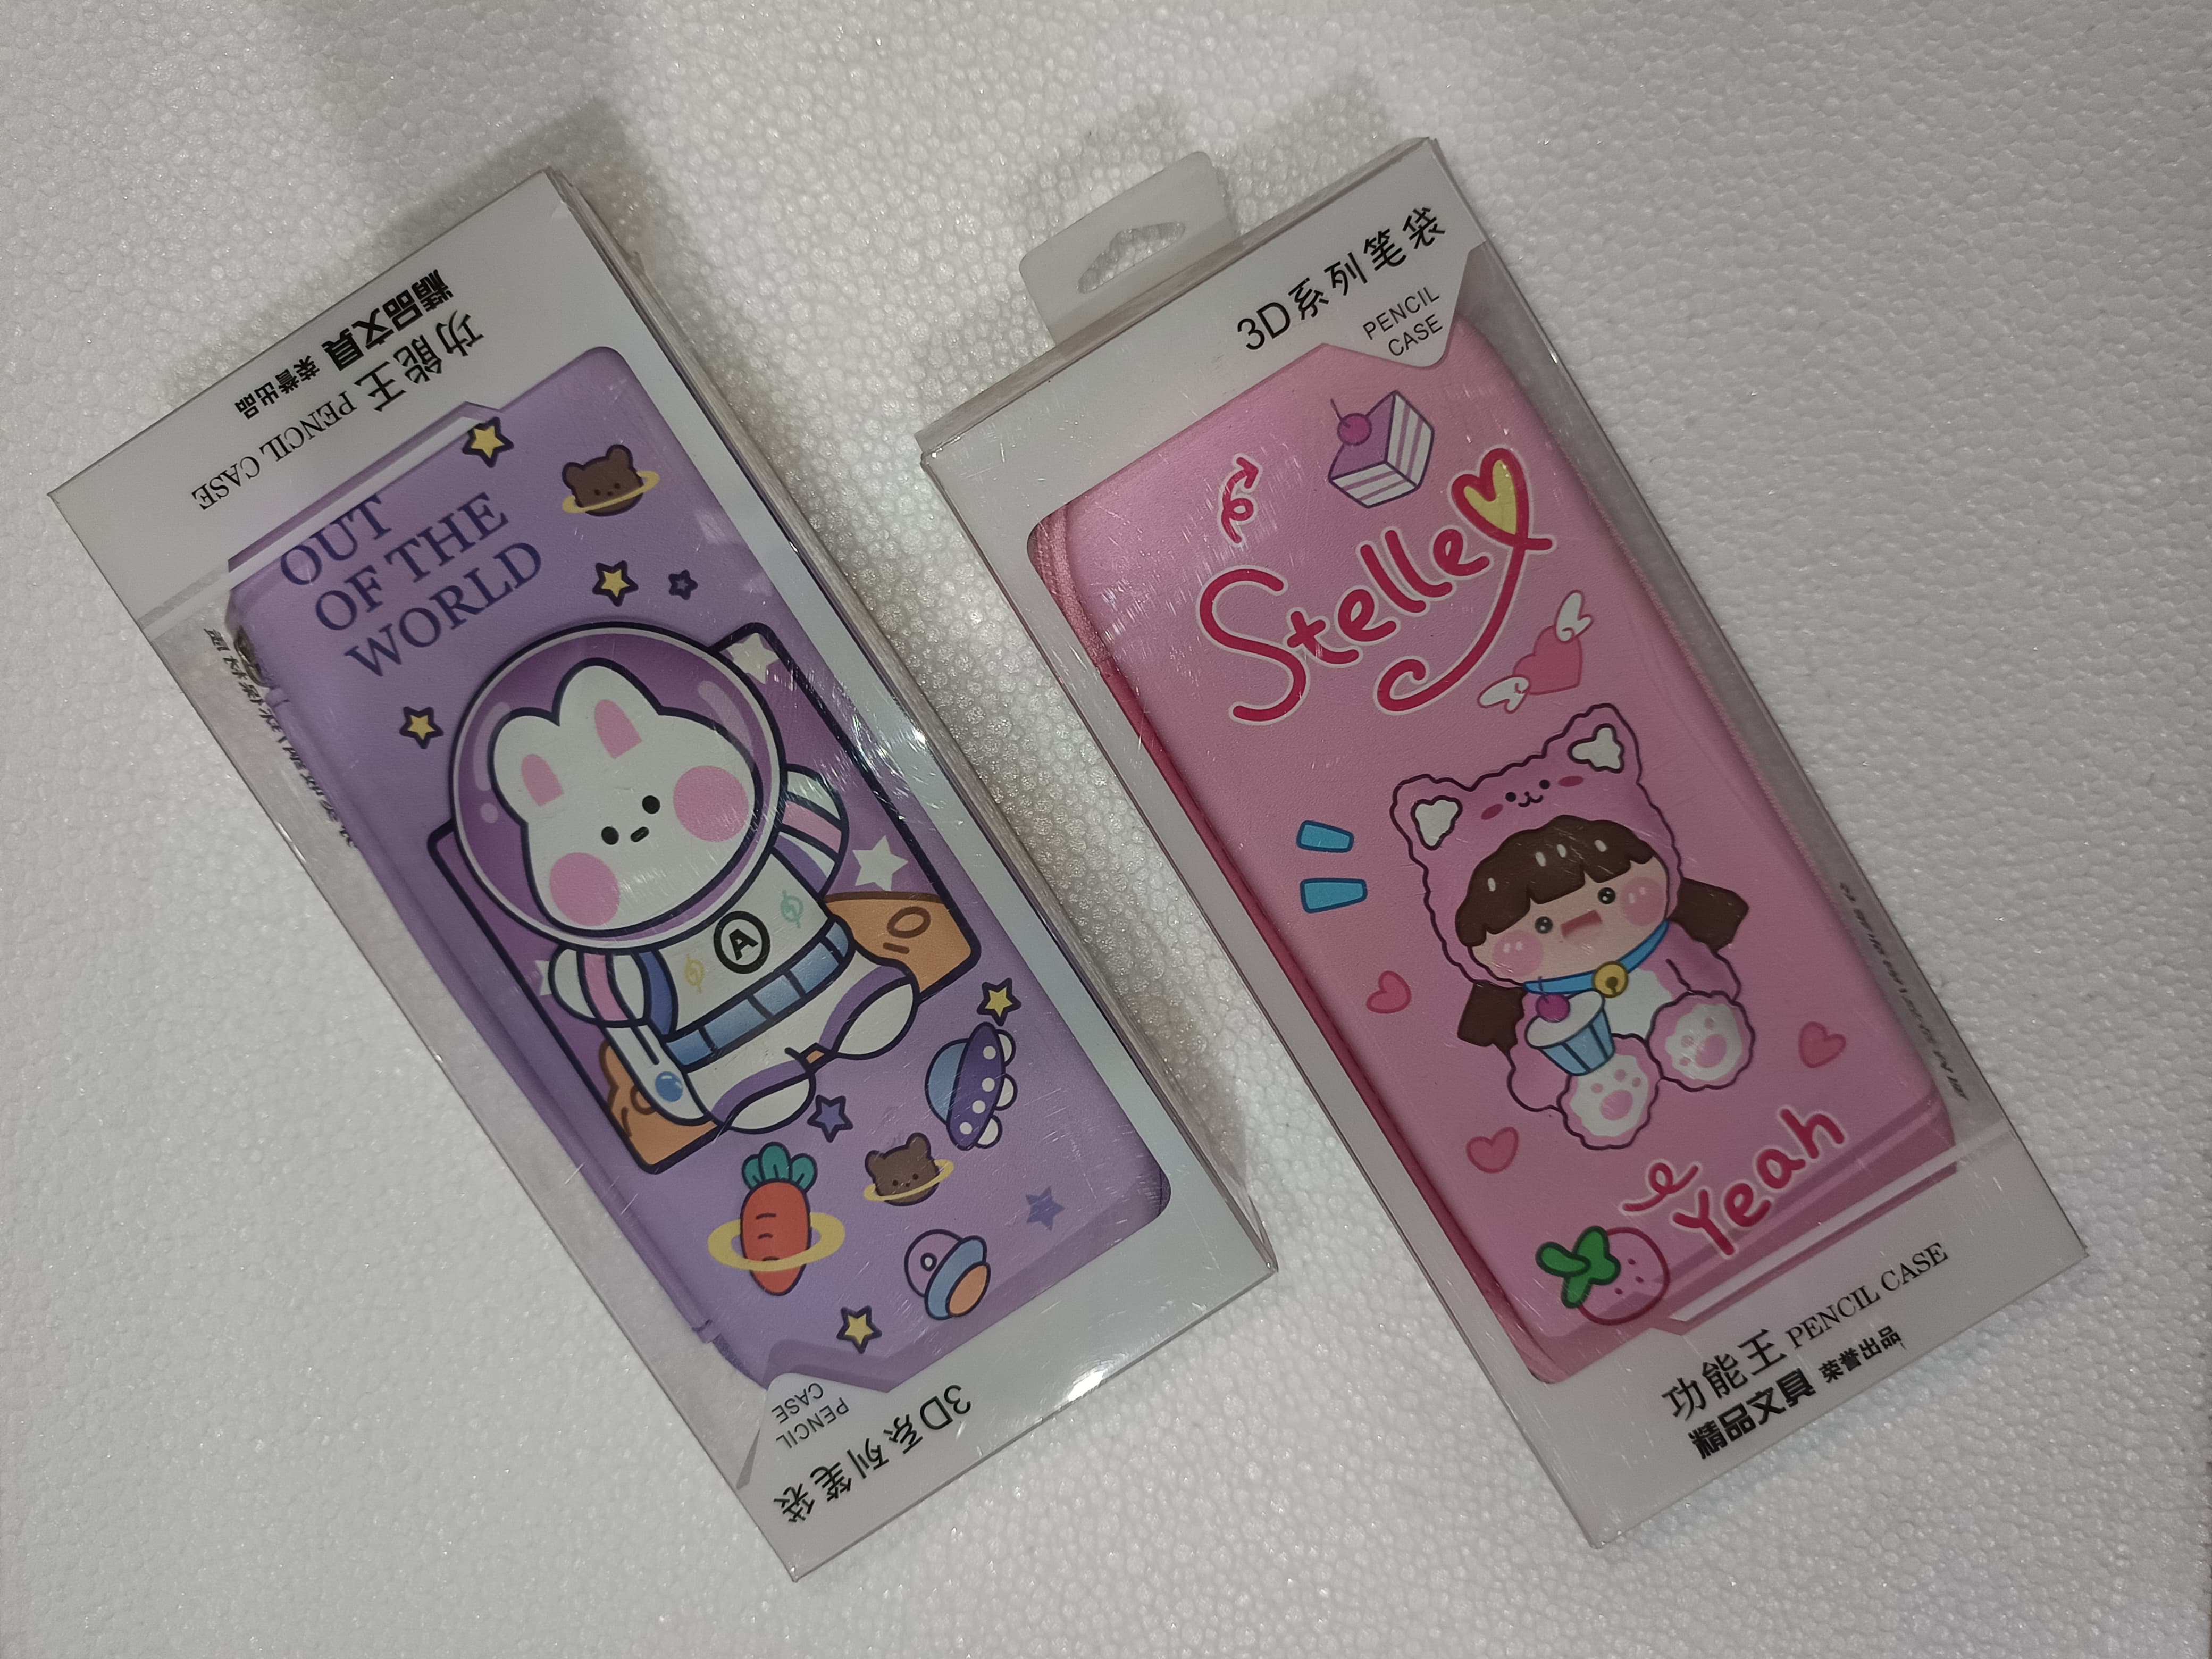 功能王 PENCIL CASE
精品文具 荣誉出品
OUT
OF THE
WORLD
A
3D系列笔袋
PENCIL
CASE
3D系列笔袋
PENCIL
CASE
Stelle
Yeah
功能王 PENCIL CASE
精品文具 荣誉出品